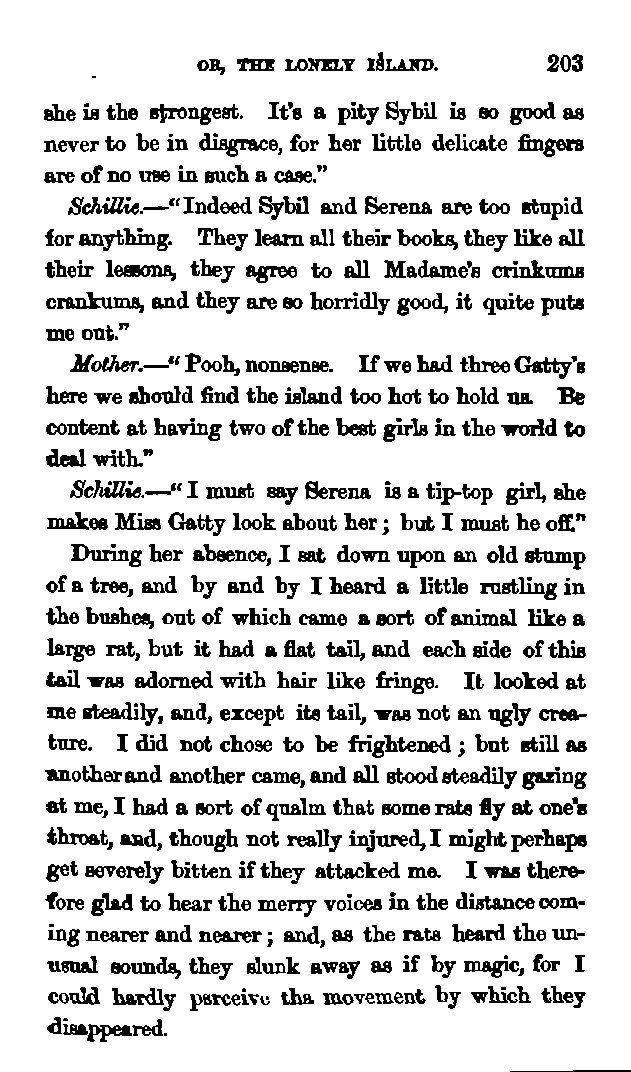 OR, THE LONELY ISLAND. 203
she is the strongest. It's a pity Sybil is so good as
never to be in disgrace, for her little delicate fingers
are of no use in such a case."
Schillie.—"Indeed Sybil and Serena are too stupid
for anything. They learn all their books, they like all
their lessons, they agree to all Madame's crinkums
crankums, and they are so horridly good, it quite puts
me out."
Mother.—"Pooh, nonsense. If we had three Gatty's
here we should find the island too hot to hold us. Be
content at having two of the best girls in the world to
deal with."
Schillie.—"I must say Serena is a tip-top girl, she
makes Miss Gatty look about her; but I must he off."
During her absence, I sat down upon an old stump
of a tree, and by and by I heard a little rustling in
the bushes, out of which came a sort of animal like a
large rat, but it had a flat tail, and each side of this
tail was adorned with hair like fringe. It looked at
me steadily, and, except its tail, was not an ugly crea-
ture. I did not chose to be frightened; but still as
another and another came, and all stood steadily gazing
at me, I had a sort of qualm that some rats fly at one's
throat, and, though not really injured, I might perhaps
get severely bitten if they attacked me. I was there-
fore glad to hear the merry voices in the distance com-
ing nearer and nearer; and, as the rats heard the un-
usual sounds, they slunk away as if by magic, for I
could hardly perceive tha movement by which they
disappeared.